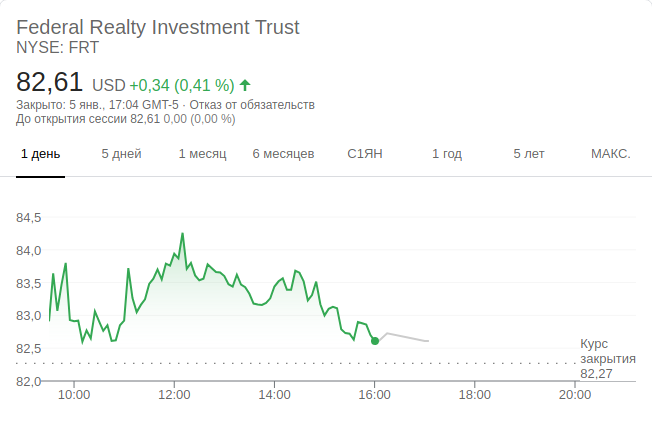 Federal Realty Investment Trust
NYSE: FRT
82,61 USD +0,34 (0,41 %)
Закрыто: 5 янв., 17:04 GMT-5 · Отказ от обязательств
До открытия сессии 82,61 0,00 (0,00 %)
1 день 5 дней 1 месяц 6 месяцев С1ЯН 1 год 5 лет МАКС.
84,5
84,0
83,5
83,0
82,5
82,0
Курс
закрытия
82,27
10:00 12:00 14:00 16:00 18:00 20:00